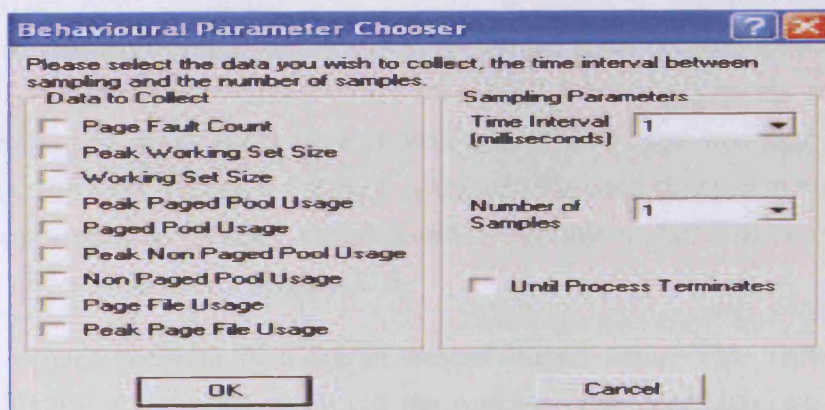 Behavioural Parameter Chooser
Please select the data you wish to collect, the time interval between
sampling and the number of samples.
Data to Collect
Page Fault Count
Peak Working Set Size
Working Set Size
Peak Paged Pool Usage
Paged Pool Usage
Peak Non Paged Pool Usage
Non Paged Pool Usage
Page File Usage
Peak Page File Usage
Sampling Parameters
Time Interval
(milliseconds)
1
Number of
Samples
1
Until Process Terminates
OK
Cancel